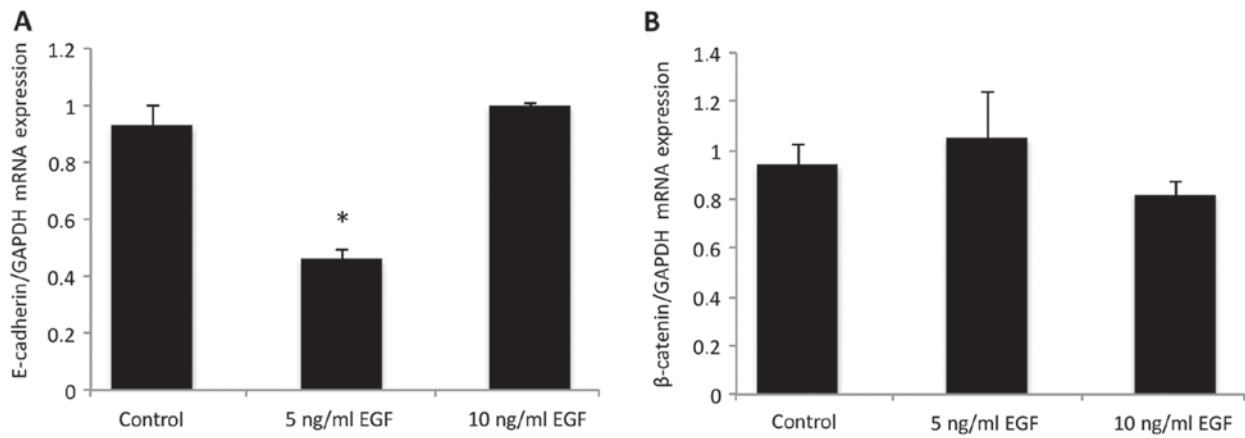 A
E-cadherin/GAPDH mRNA expression
1.2
1
0.8
0.6
0.4
0.2
0
*
Control
5 ng/ml EGF
10 ng/ml EGF
B
β-catenin/GAPDH mRNA expression
1.4
1.2
1
0.8
0.6
0.4
0.2
0
Control
5 ng/ml EGF
10 ng/ml EGF